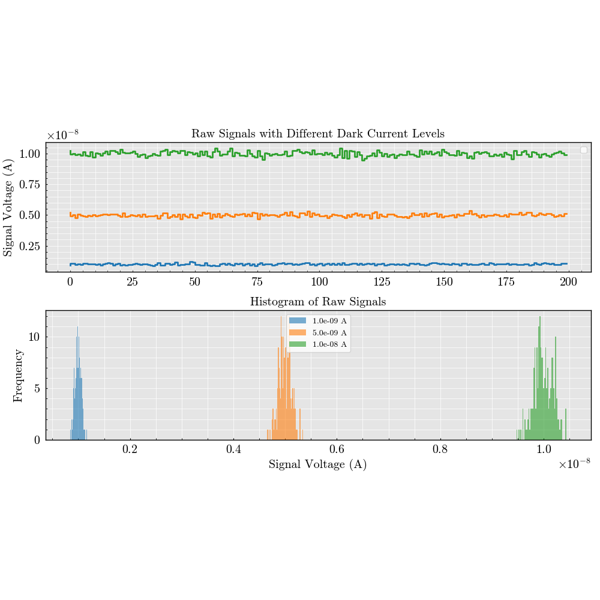 Raw Signals with Different Dark Current Levels
×10⁻⁸
Signal Voltage (A)
1.00
0.75
0.50
0.25
0 25 50 75 100 125 150 175 200
Histogram of Raw Signals
Frequency
10
5
0
1.0e-09 A
5.0e-09 A
1.0e-08 A
0.2 0.4 0.6 0.8 1.0
Signal Voltage (A)
×10⁻⁸